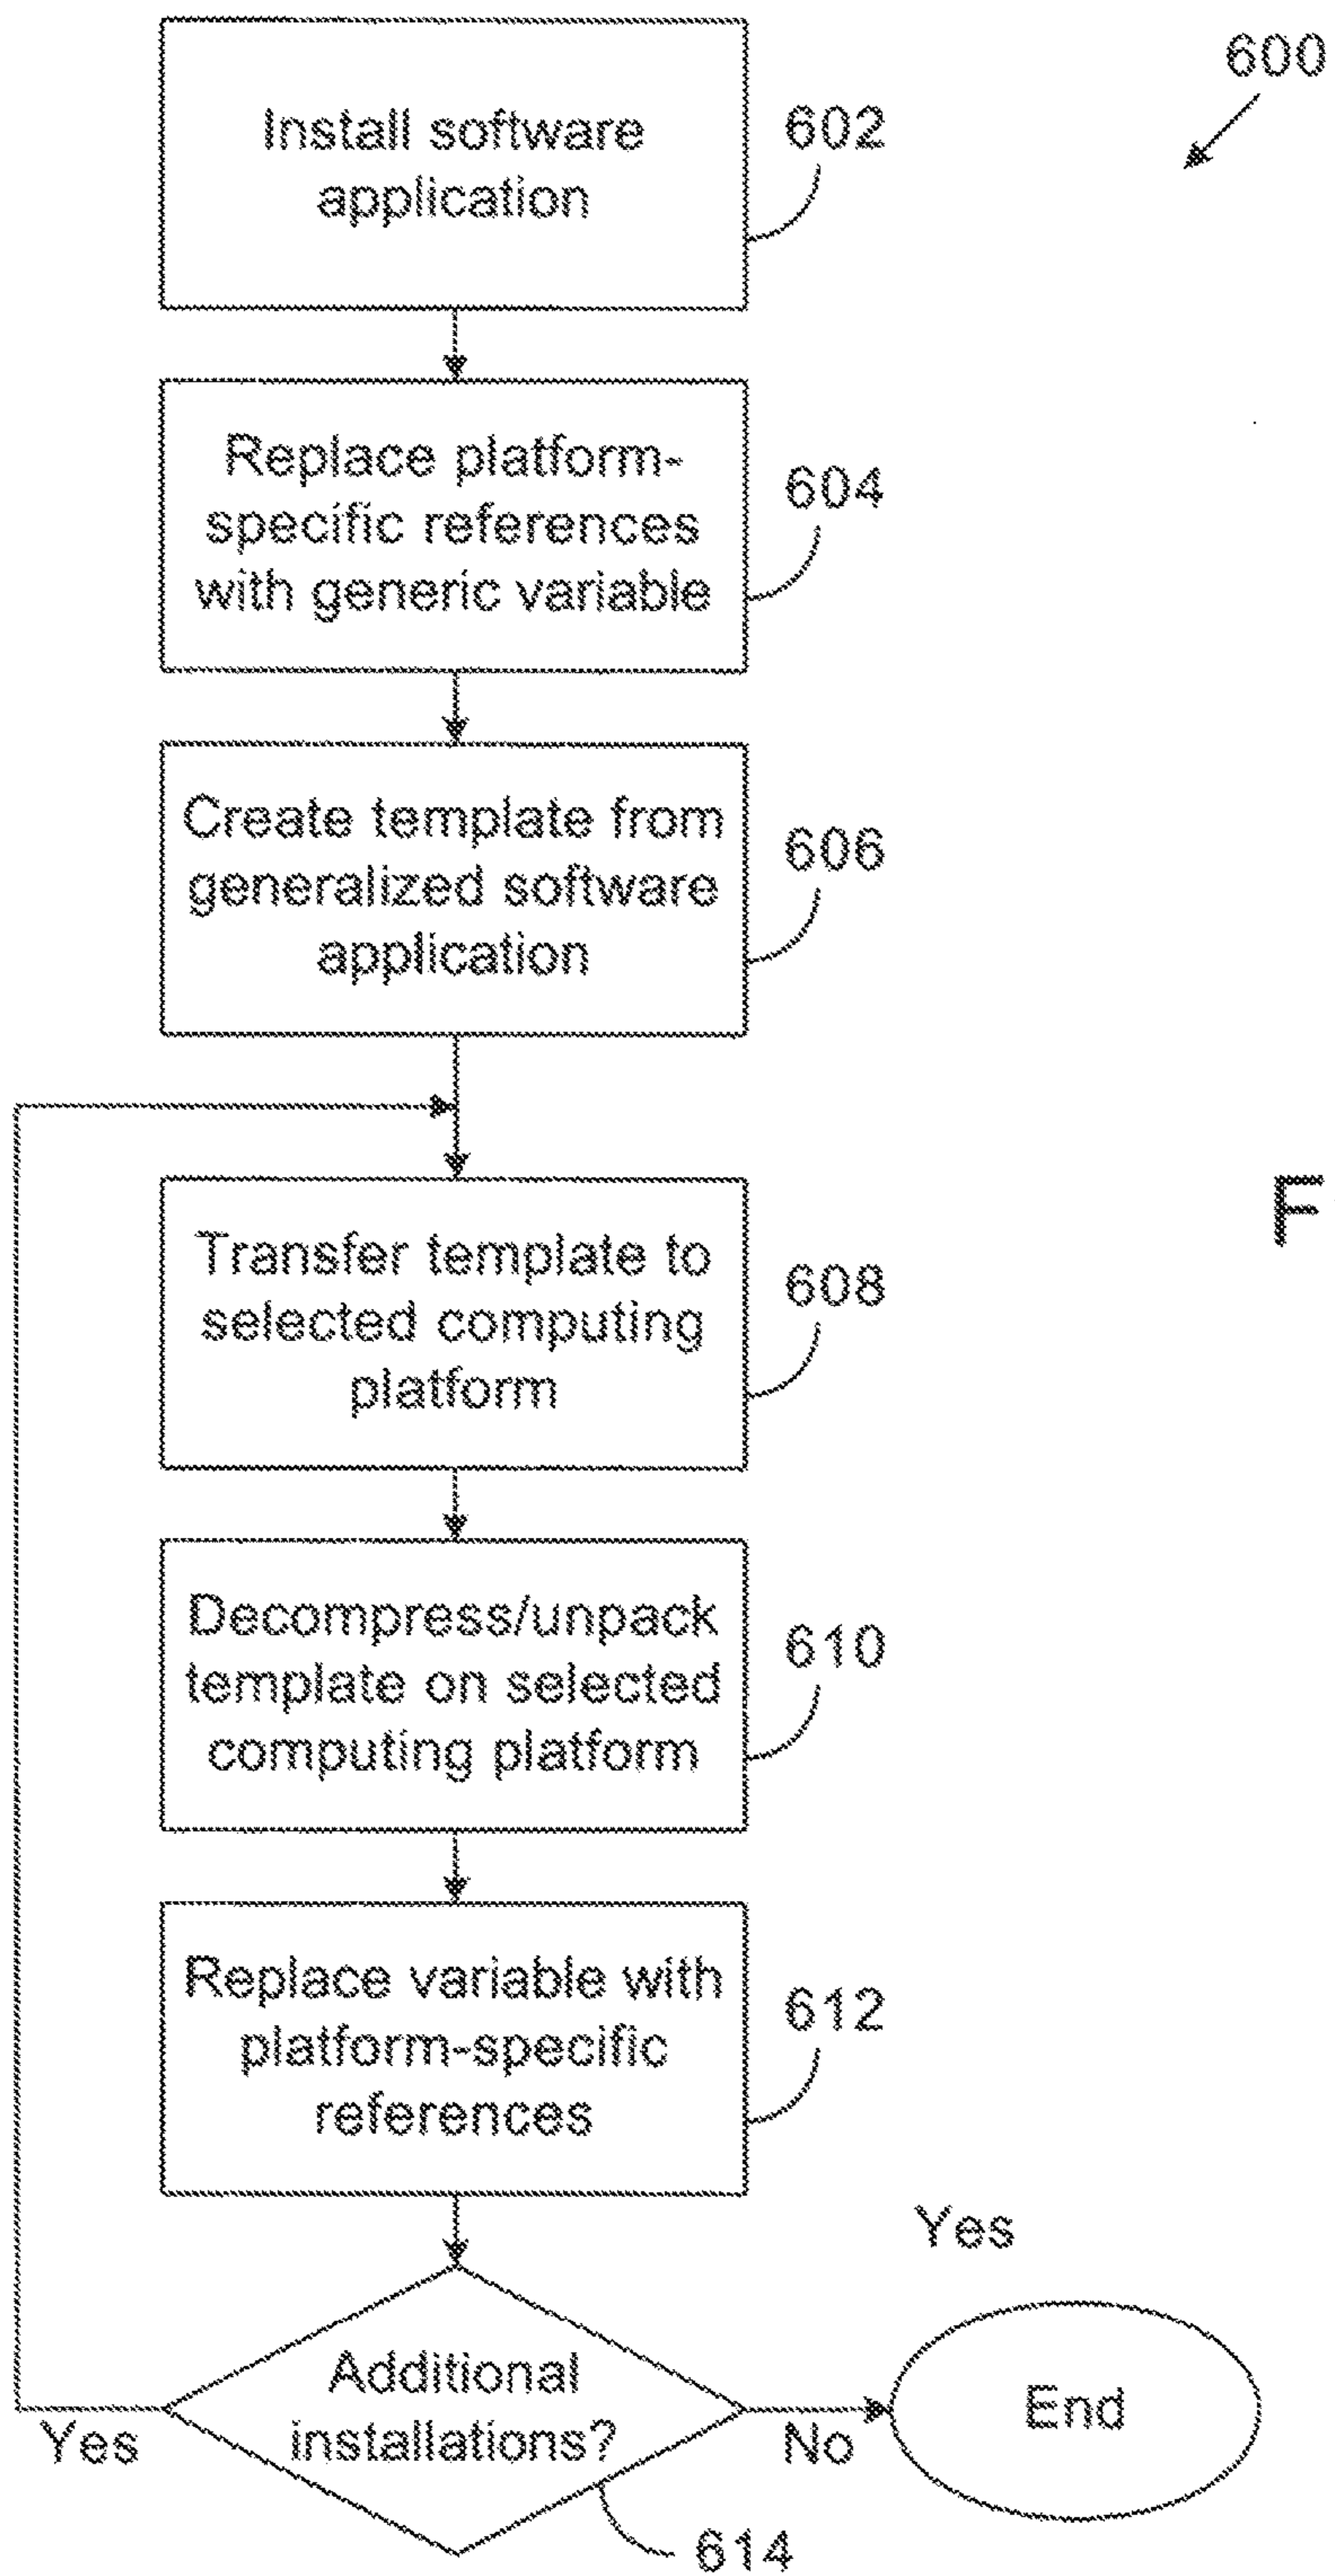 600
Install software
application
602
Replace platform-
specific references
with generic variable
604
Create template from
generalized software
application
606
F
Transfer template to
selected computing
platform
608
Decompress/unpack
template on selected
computing platform
610
Replace variable with
platform-specific
references
612
Yes
Additional
installations?
Yes
No
End
614